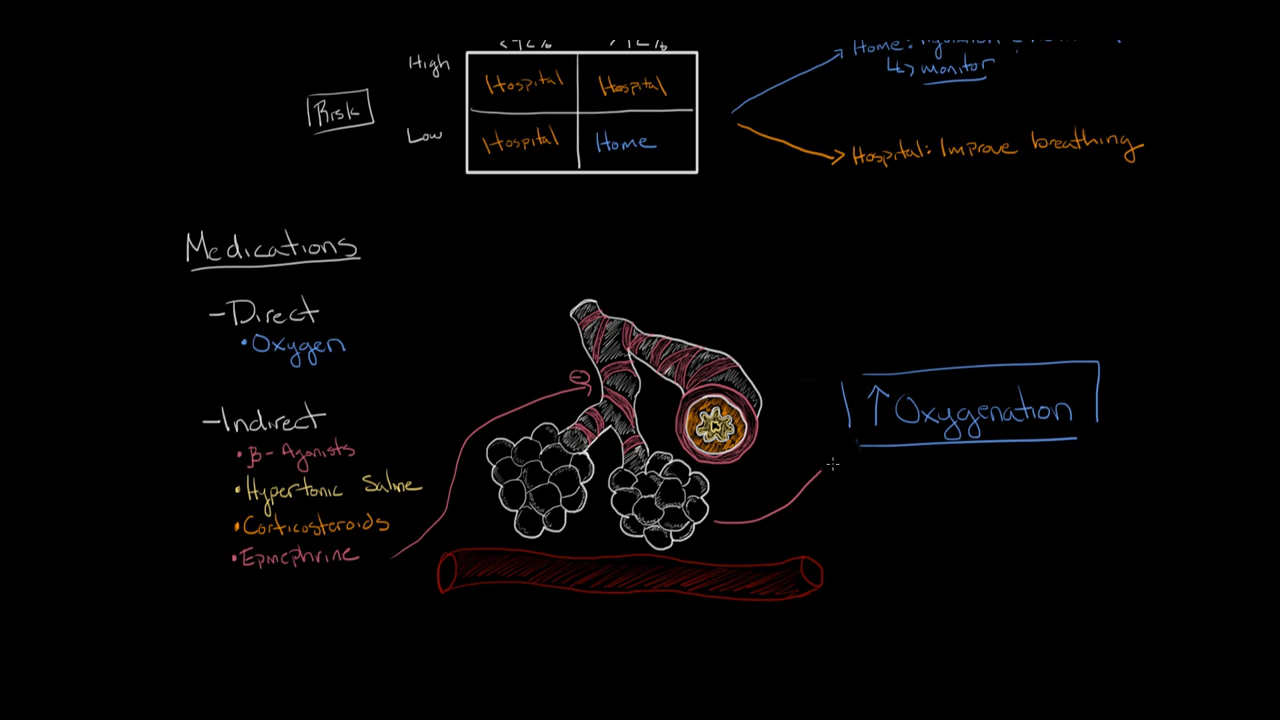 High
Hospital Hospital
Risk
Low
Hospital Home
Home:
↳ monitor
Hospital: Improve breathing
Medications
- Direct
• Oxygen
- Indirect
• β-Agonists
• Hypertonic Saline
• Corticosteroids
• Epinephrine
⊖
↑ Oxygenation